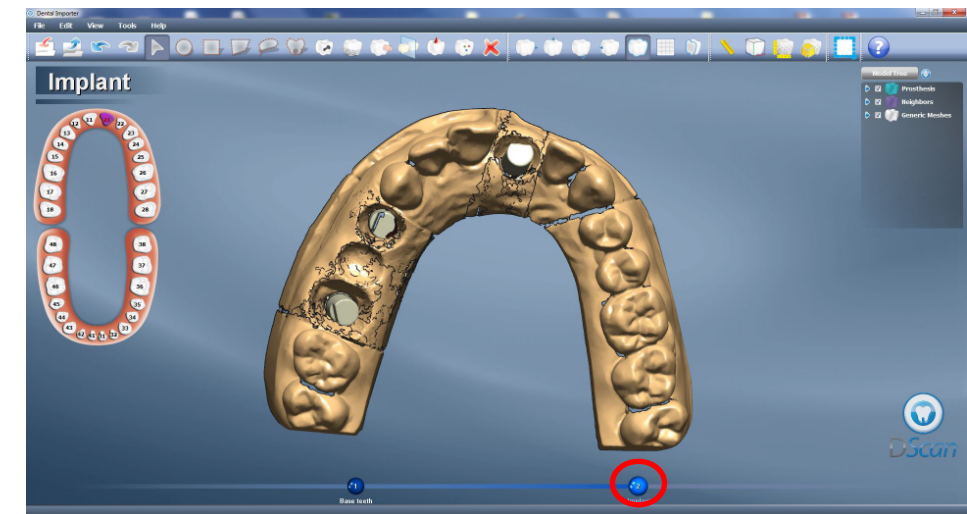 Dental Importer
File Edit View Tools Help
Implant
Model Tree
Prosthesis
Neighbors
Generic Meshes
12 11 21 22
13 23
14 24
15 25
16 26
17 27
18 28
48 38
47 37
46 36
45 35
44 34
43 33
42 41 31 32
DScan
1 2
Base teeth